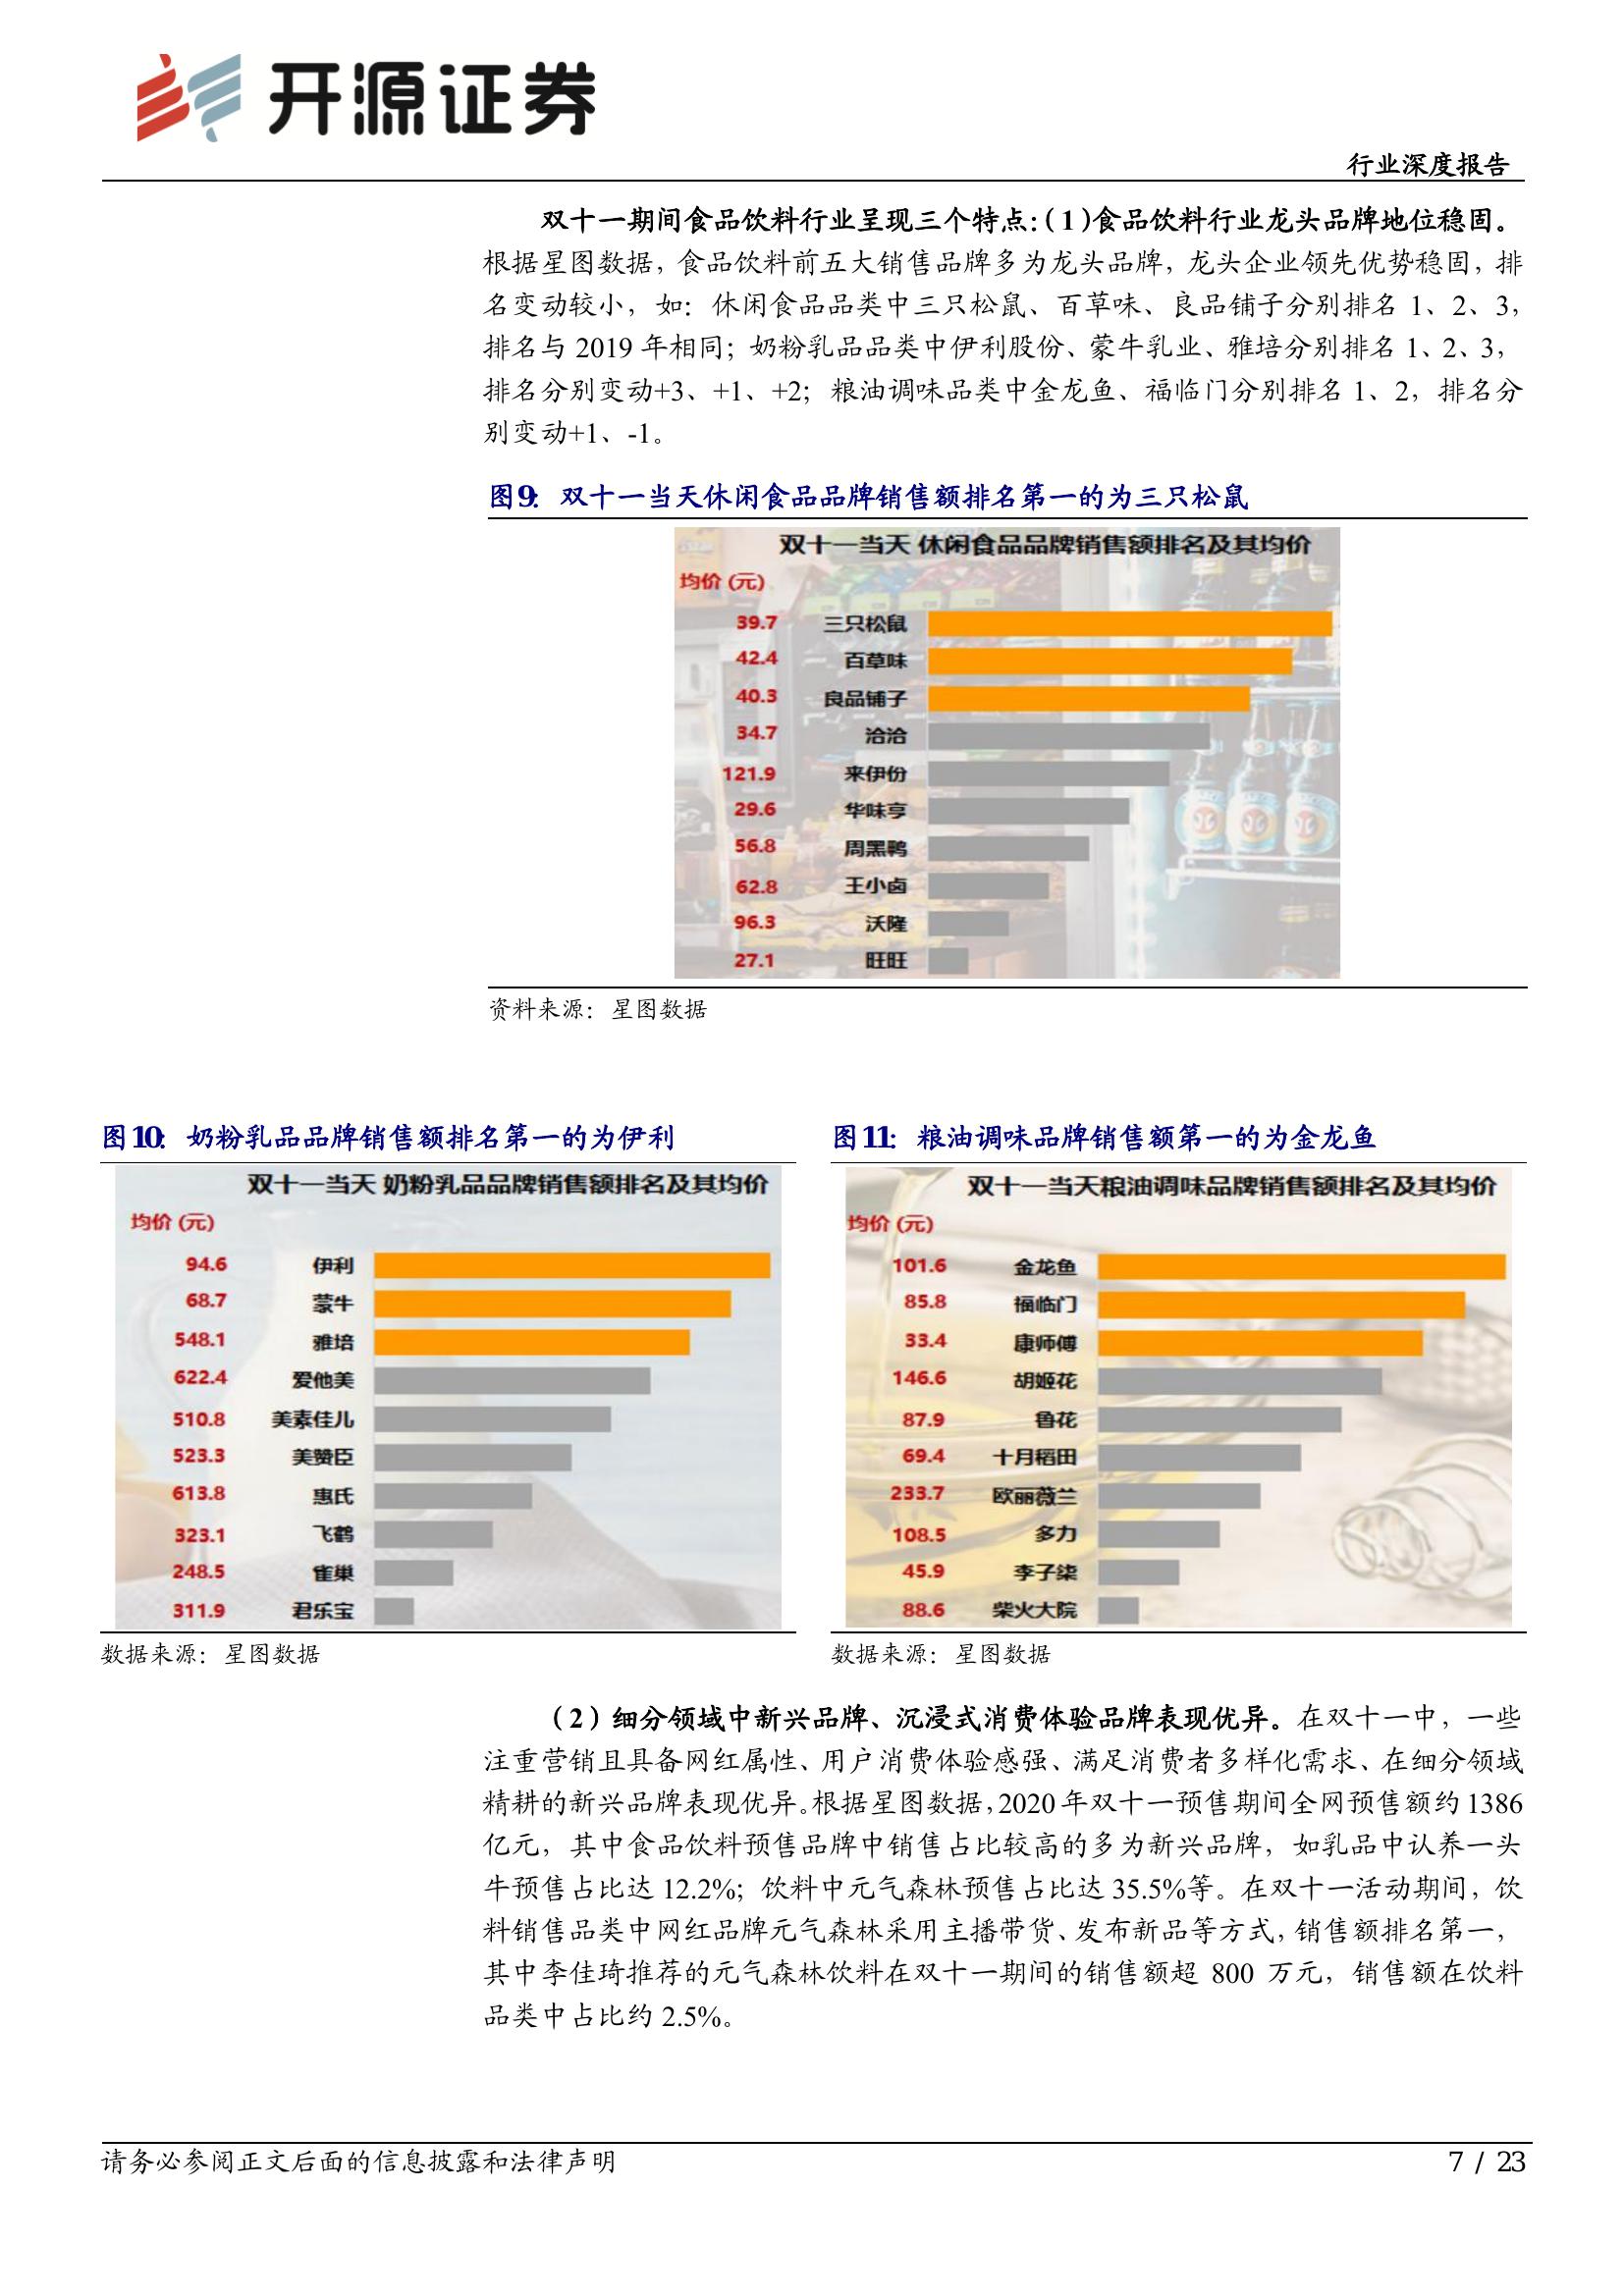 开源证券
行业深度报告
双十一期间食品饮料行业呈现三个特点：（1）食品饮料行业龙头品牌地位稳固。
根据星图数据，食品饮料前五大销售品牌多为龙头品牌，龙头企业领先优势稳固，排
名变动较小，如：休闲食品品类中三只松鼠、百草味、良品铺子分别排名 1、2、3，
排名与 2019 年相同；奶粉乳品品类中伊利股份、蒙牛乳业、雅培分别排名 1、2、3，
排名分别变动+3、+1、+2；粮油调味品类中金龙鱼、福临门分别排名 1、2，排名分
别变动+1、-1。
图9：双十一当天休闲食品品牌销售额排名第一的为三只松鼠
双十一当天 休闲食品品牌销售额排名及其均价
均价 (元)
39.7 三只松鼠
42.4 百草味
40.3 良品铺子
34.7 洽洽
121.9 来伊份
29.6 华味亨
56.8 周黑鸭
62.8 王小卤
96.3 沃隆
27.1 旺旺
资料来源：星图数据
图10：奶粉乳品品牌销售额排名第一的为伊利
双十一当天 奶粉乳品品牌销售额排名及其均价
均价 (元)
94.6 伊利
68.7 蒙牛
548.1 雅培
622.4 爱他美
510.8 美素佳儿
523.3 美赞臣
613.8 惠氏
323.1 飞鹤
248.5 雀巢
311.9 君乐宝
数据来源：星图数据
图11：粮油调味品牌销售额第一的为金龙鱼
双十一当天粮油调味品牌销售额排名及其均价
均价 (元)
101.6 金龙鱼
85.8 福临门
33.4 康师傅
146.6 胡姬花
87.9 鲁花
69.4 十月稻田
233.7 欧丽薇兰
108.5 多力
45.9 李子柒
88.6 柴火大院
数据来源：星图数据
（2）细分领域中新兴品牌、沉浸式消费体验品牌表现优异。在双十一中，一些
注重营销且具备网红属性、用户消费体验感强、满足消费者多样化需求、在细分领域
精耕的新兴品牌表现优异。根据星图数据，2020 年双十一预售期间全网预售额约 1386
亿元，其中食品饮料预售品牌中销售占比较高的多为新兴品牌，如乳品中认养一头
牛预售占比达 12.2%；饮料中元气森林预售占比达 35.5%等。在双十一活动期间，饮
料销售品类中网红品牌元气森林采用主播带货、发布新品等方式，销售额排名第一，
其中李佳琦推荐的元气森林饮料在双十一期间的销售额超 800 万元，销售额在饮料
品类中占比约 2.5%。
请务必参阅正文后面的信息披露和法律声明
7 / 23